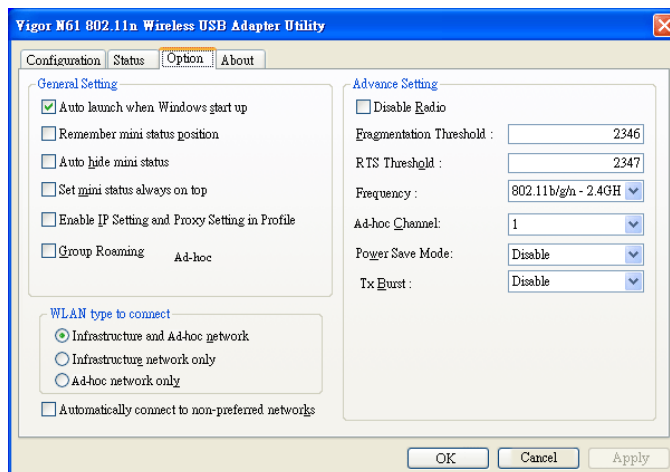 Vigor N61 802.11n Wireless USB Adapter Utility
Configuration Status Option About
General Setting
Auto launch when Windows start up
Remember mini status position
Auto hide mini status
Set mini status always on top
Enable IP Setting and Proxy Setting in Profile
Group Roaming Ad-hoc
WLAN type to connect
Infrastructure and Ad-hoc network
Infrastructure network only
Ad-hoc network only
Automatically connect to non-preferred networks
Advance Setting
Disable Radio
Fragmentation Threshold : 2346
RTS Threshold : 2347
Frequency : 802.11b/g/n - 2.4GH
Ad-hoc Channel: 1
Power Save Mode: Disable
Tx Burst : Disable
OK Cancel Apply